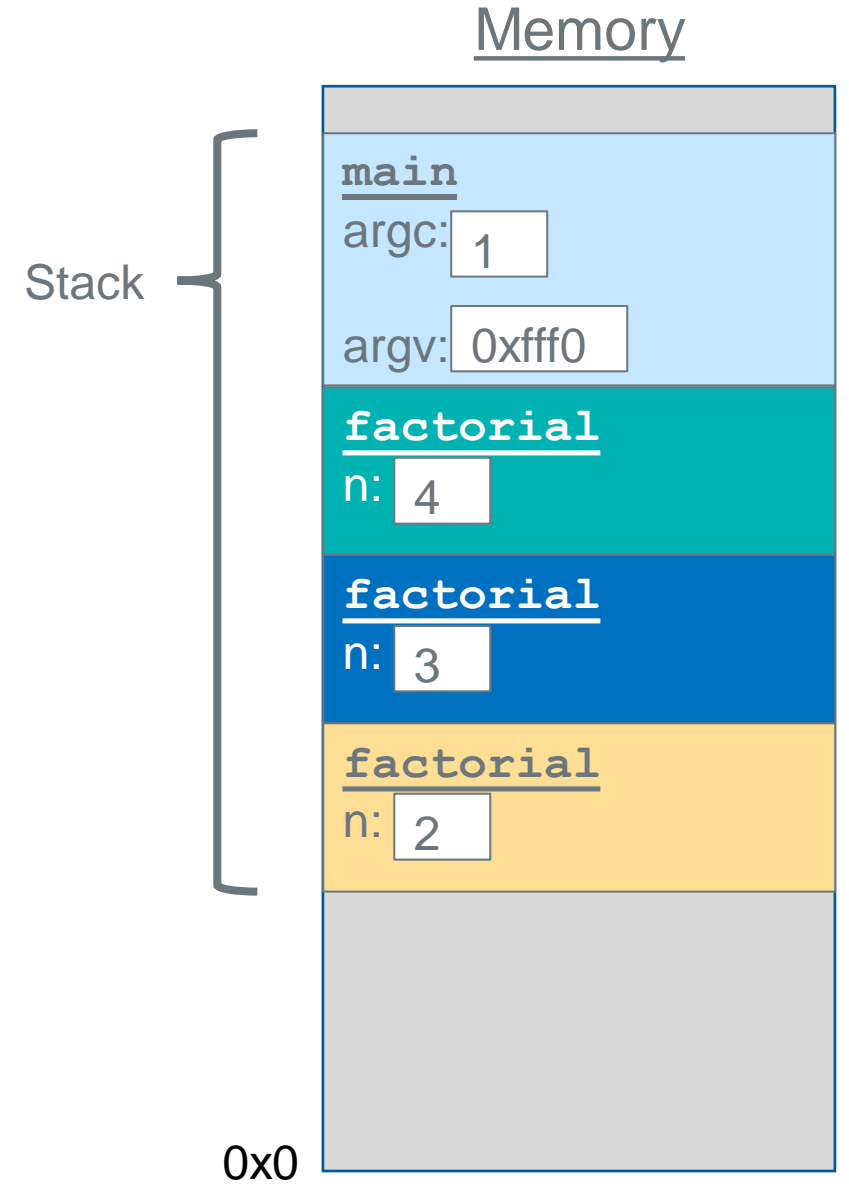 Memory
Stack
main
argc: 1
argv: 0xfff0
factorial
n: 4
factorial
n: 3
factorial
n: 2
0x0